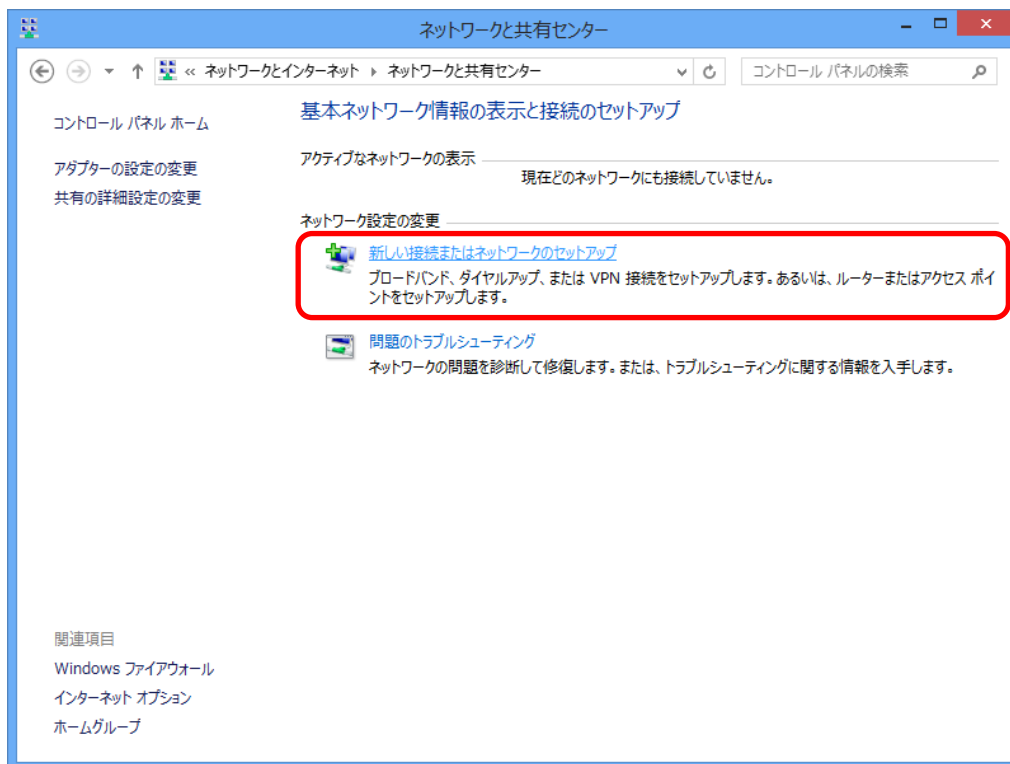 ネットワークと共有センター
« ネットワークとインターネット ▸ ネットワークと共有センター
コントロール パネルの検索
コントロール パネル ホーム
アダプターの設定の変更
共有の詳細設定の変更
基本ネットワーク情報の表示と接続のセットアップ
アクティブなネットワークの表示
現在どのネットワークにも接続していません。
ネットワーク設定の変更
新しい接続またはネットワークのセットアップ
ブロードバンド、ダイヤルアップ、または VPN 接続をセットアップします。あるいは、ルーターまたはアクセス ポイ
ントをセットアップします。
問題のトラブルシューティング
ネットワークの問題を診断して修復します。または、トラブルシューティングに関する情報を入手します。
関連項目
Windows ファイアウォール
インターネット オプション
ホームグループ